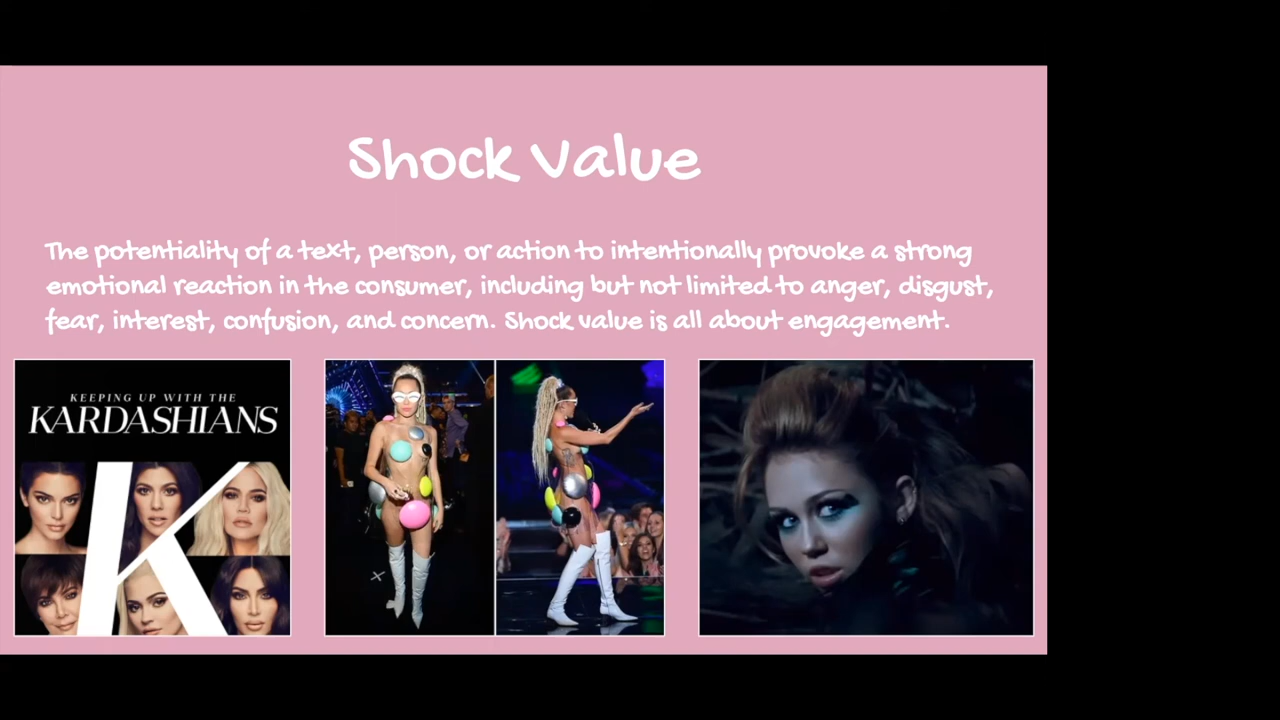 Shock Value
The potentiality of a text, person, or action to intentionally provoke a strong
emotional reaction in the consumer, including but not limited to anger, disgust,
fear, interest, confusion, and concern. Shock value is all about engagement.
KEEPING UP WITH THE
KARDASHIANS
K